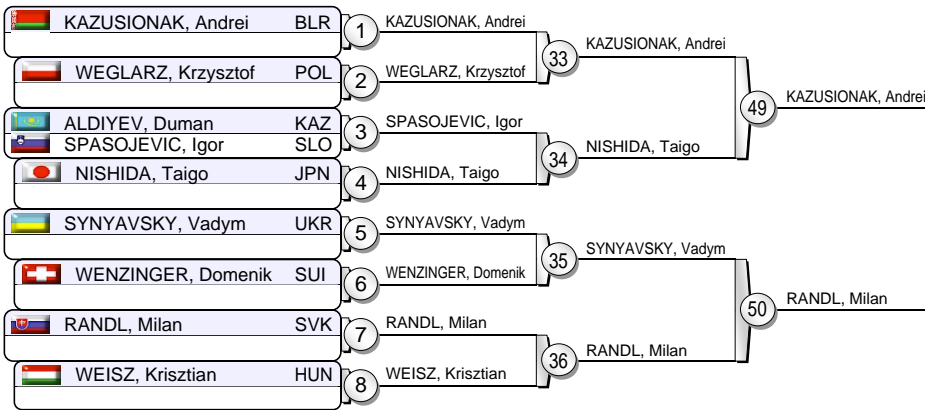 KAZUSIONAK, Andrei BLR
1
KAZUSIONAK, Andrei
WEGLARZ, Krzysztof POL
2
WEGLARZ, Krzysztof
33
KAZUSIONAK, Andrei
ALDIYEV, Duman KAZ
SPASOJEVIC, Igor SLO
3
SPASOJEVIC, Igor
NISHIDA, Taigo JPN
4
NISHIDA, Taigo
34
NISHIDA, Taigo
49
KAZUSIONAK, Andrei
SYNYAVSKY, Vadym UKR
5
SYNYAVSKY, Vadym
WENZINGER, Domenik SUI
6
WENZINGER, Domenik
35
SYNYAVSKY, Vadym
RANDL, Milan SVK
7
RANDL, Milan
WEISZ, Krisztian HUN
8
WEISZ, Krisztian
36
RANDL, Milan
50
RANDL, Milan